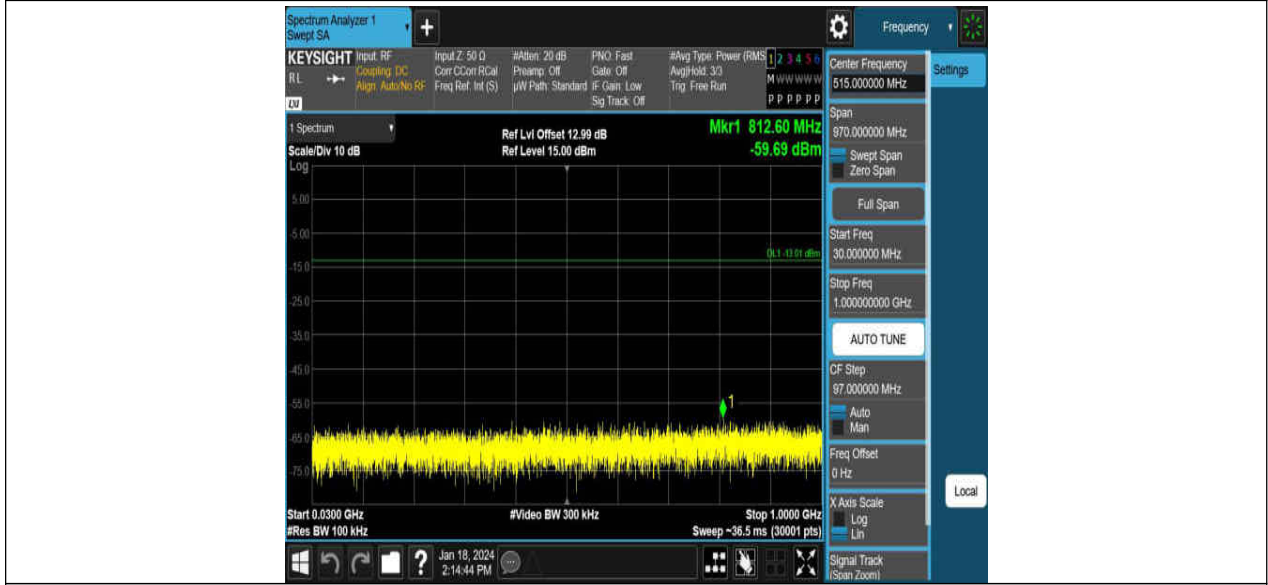 Spectrum Analyzer 1
Swept SA
+
Frequency
KEYSIGHT
RL
LXI
Input: RF
Coupling: DC
Align: Auto/No RF
Input Z: 50 Ω
Corr CCorr RCal
Freq Ref: Int (S)
#Atten: 20 dB
Preamp: Off
µW Path: Standard
PNO: Fast
Gate: Off
IF Gain: Low
Sig Track: Off
#Avg Type: Power (RMS
Avg|Hold: 3/3
Trig: Free Run
1 2 3 4 5 6
M W W W W W
P P P P P P
Center Frequency
515.000000 MHz
Settings
Span
970.000000 MHz
Swept Span
Zero Span
Full Span
Start Freq
30.000000 MHz
Stop Freq
1.000000000 GHz
AUTO TUNE
CF Step
97.000000 MHz
Auto
Man
Freq Offset
0 Hz
X Axis Scale
Log
Lin
Signal Track
(Span Zoom)
Local
1 Spectrum
Scale/Div 10 dB
Log
Ref Lvl Offset 12.99 dB
Ref Level 15.00 dBm
Mkr1 812.60 MHz
-59.69 dBm
5.00
-5.00
DL1 -13.01 dBm
-15.0
-25.0
-35.0
-45.0
-55.0
1
-65.0
-75.0
Start 0.0300 GHz
#Res BW 100 kHz
#Video BW 300 kHz
Stop 1.0000 GHz
Sweep ~36.5 ms (30001 pts)
?
Jan 18, 2024
2:14:44 PM